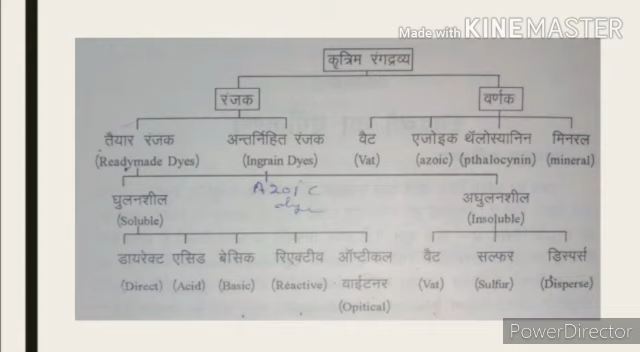 Made with KINEMASTER
कृत्रिम रंगद्रव्य
रंजक वर्णक
तैयार रंजक अन्तर्निहित रंजक वैट एजोइक थॅलोस्यानिन मिनरल
(Readymade Dyes) (Ingrain Dyes) (Vat) (azoic) (pthalocynin) (mineral)
Azoic
dye
घुलनशील अघुलनशील
(Soluble) (Insoluble)
डायरेक्ट एसिड बेसिक रिएक्टीव ऑप्टीकल वैट सल्फर डिस्पर्स
(Direct) (Acid) (Basic) (Reactive) वाईटनर (Vat) (Sulfur) (Disperse)
(Opitical)
PowerDirector